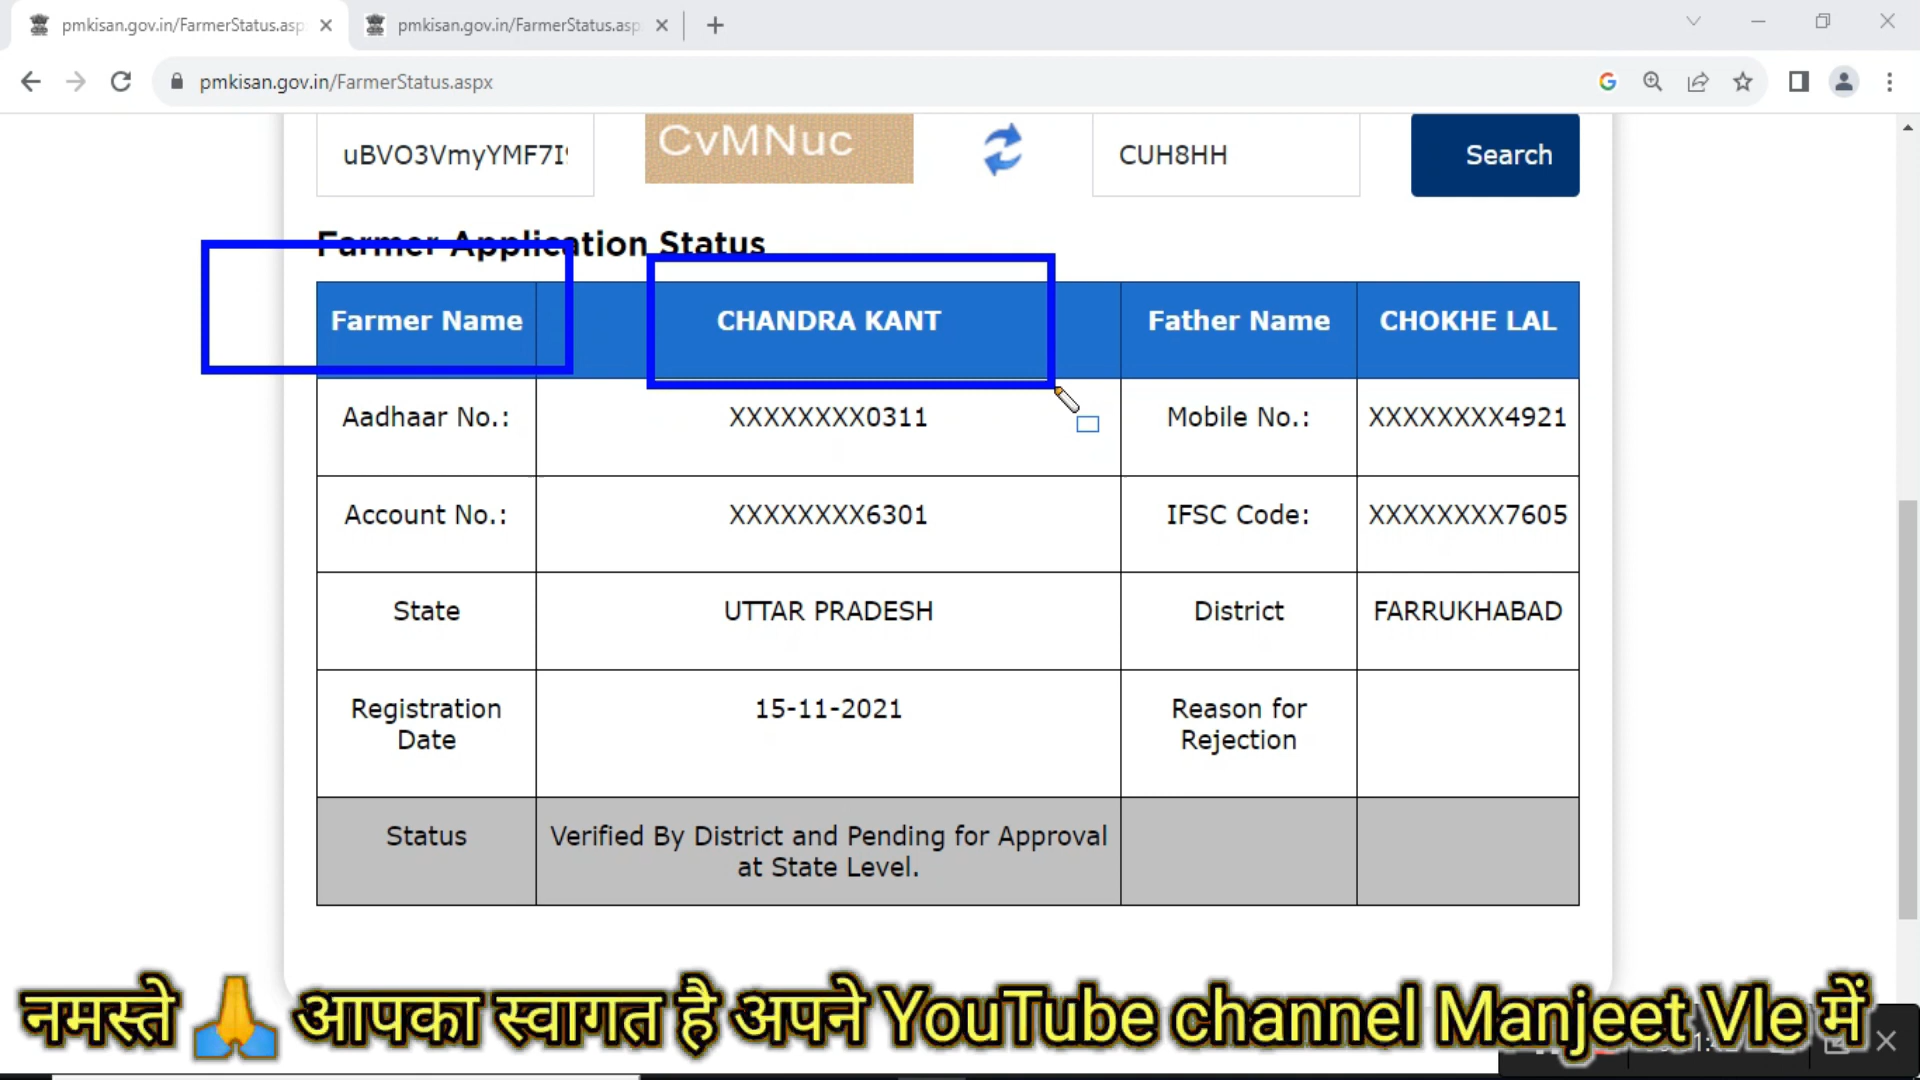 pmkisan.gov.in/FarmerStatus.asp
pmkisan.gov.in/FarmerStatus.asp
pmkisan.gov.in/FarmerStatus.aspx
CvMNuc
CUH8HH
Search
Farmer Application Status
Farmer Name CHANDRA KANT Father Name CHOKHE LAL
Aadhaar No.: XXXXXXXX0311 Mobile No.: XXXXXXXX4921
Account No.: XXXXXXXX6301 IFSC Code: XXXXXXXX7605
State UTTAR PRADESH District FARRUKHABAD
Registration Date 15-11-2021 Reason for Rejection
Status Verified By District and Pending for Approval
at State Level.
नमस्ते 🙏 आपका स्वागत है अपने YouTube channel Manjeet Vle में